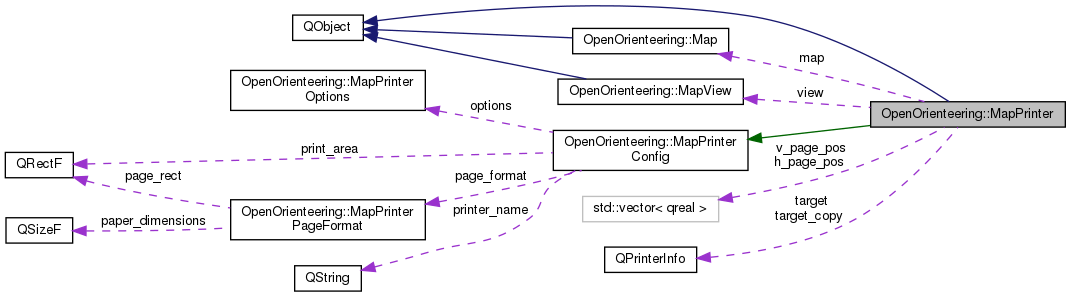 QObject
OpenOrienteering::Map
map
OpenOrienteering::MapPrinter
Options
OpenOrienteering::MapView
view
options
OpenOrienteering::MapPrinter
OpenOrienteering::MapPrinter
Config
print_area
v_page_pos
h_page_pos
QRectF
page_rect
page_format
OpenOrienteering::MapPrinter
PageFormat
printer_name
std::vector< qreal >
target
target_copy
QSizeF
paper_dimensions
QString
QPrinterInfo